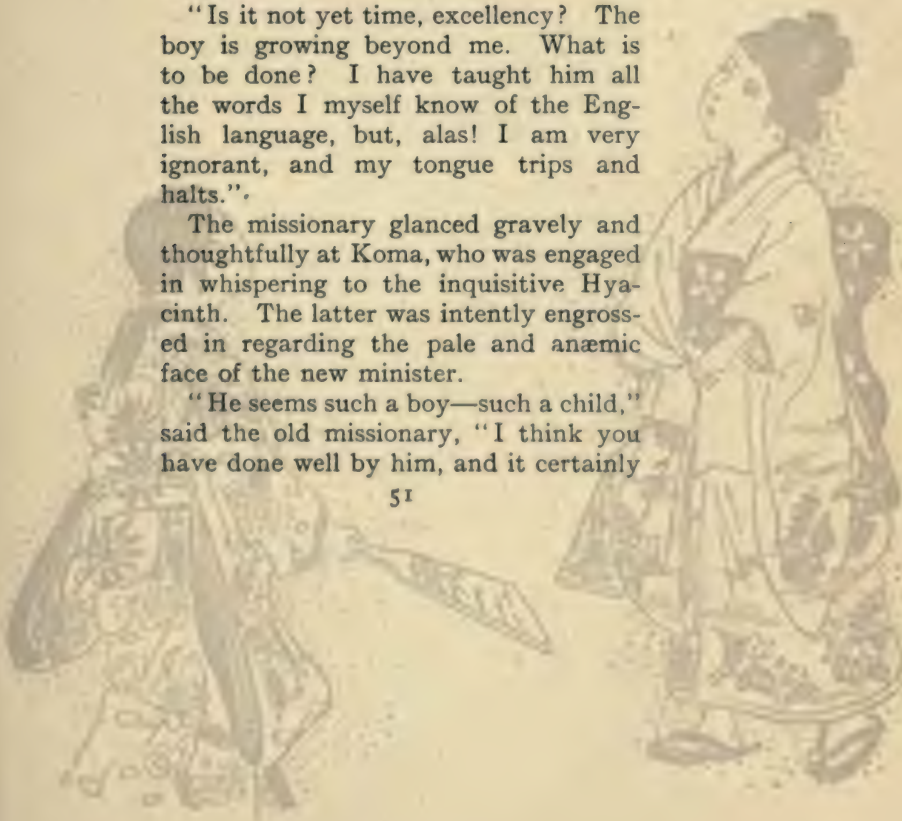 "Is it not yet time, excellency? The
boy is growing beyond me. What is
to be done? I have taught him all
the words I myself know of the Eng-
lish language, but, alas! I am very
ignorant, and my tongue trips and
halts."
The missionary glanced gravely and
thoughtfully at Koma, who was engaged
in whispering to the inquisitive Hya-
cinth. The latter was intently engross-
ed in regarding the pale and anæmic
face of the new minister.
"He seems such a boy—such a child,"
said the old missionary, "I think you
have done well by him, and it certainly
51